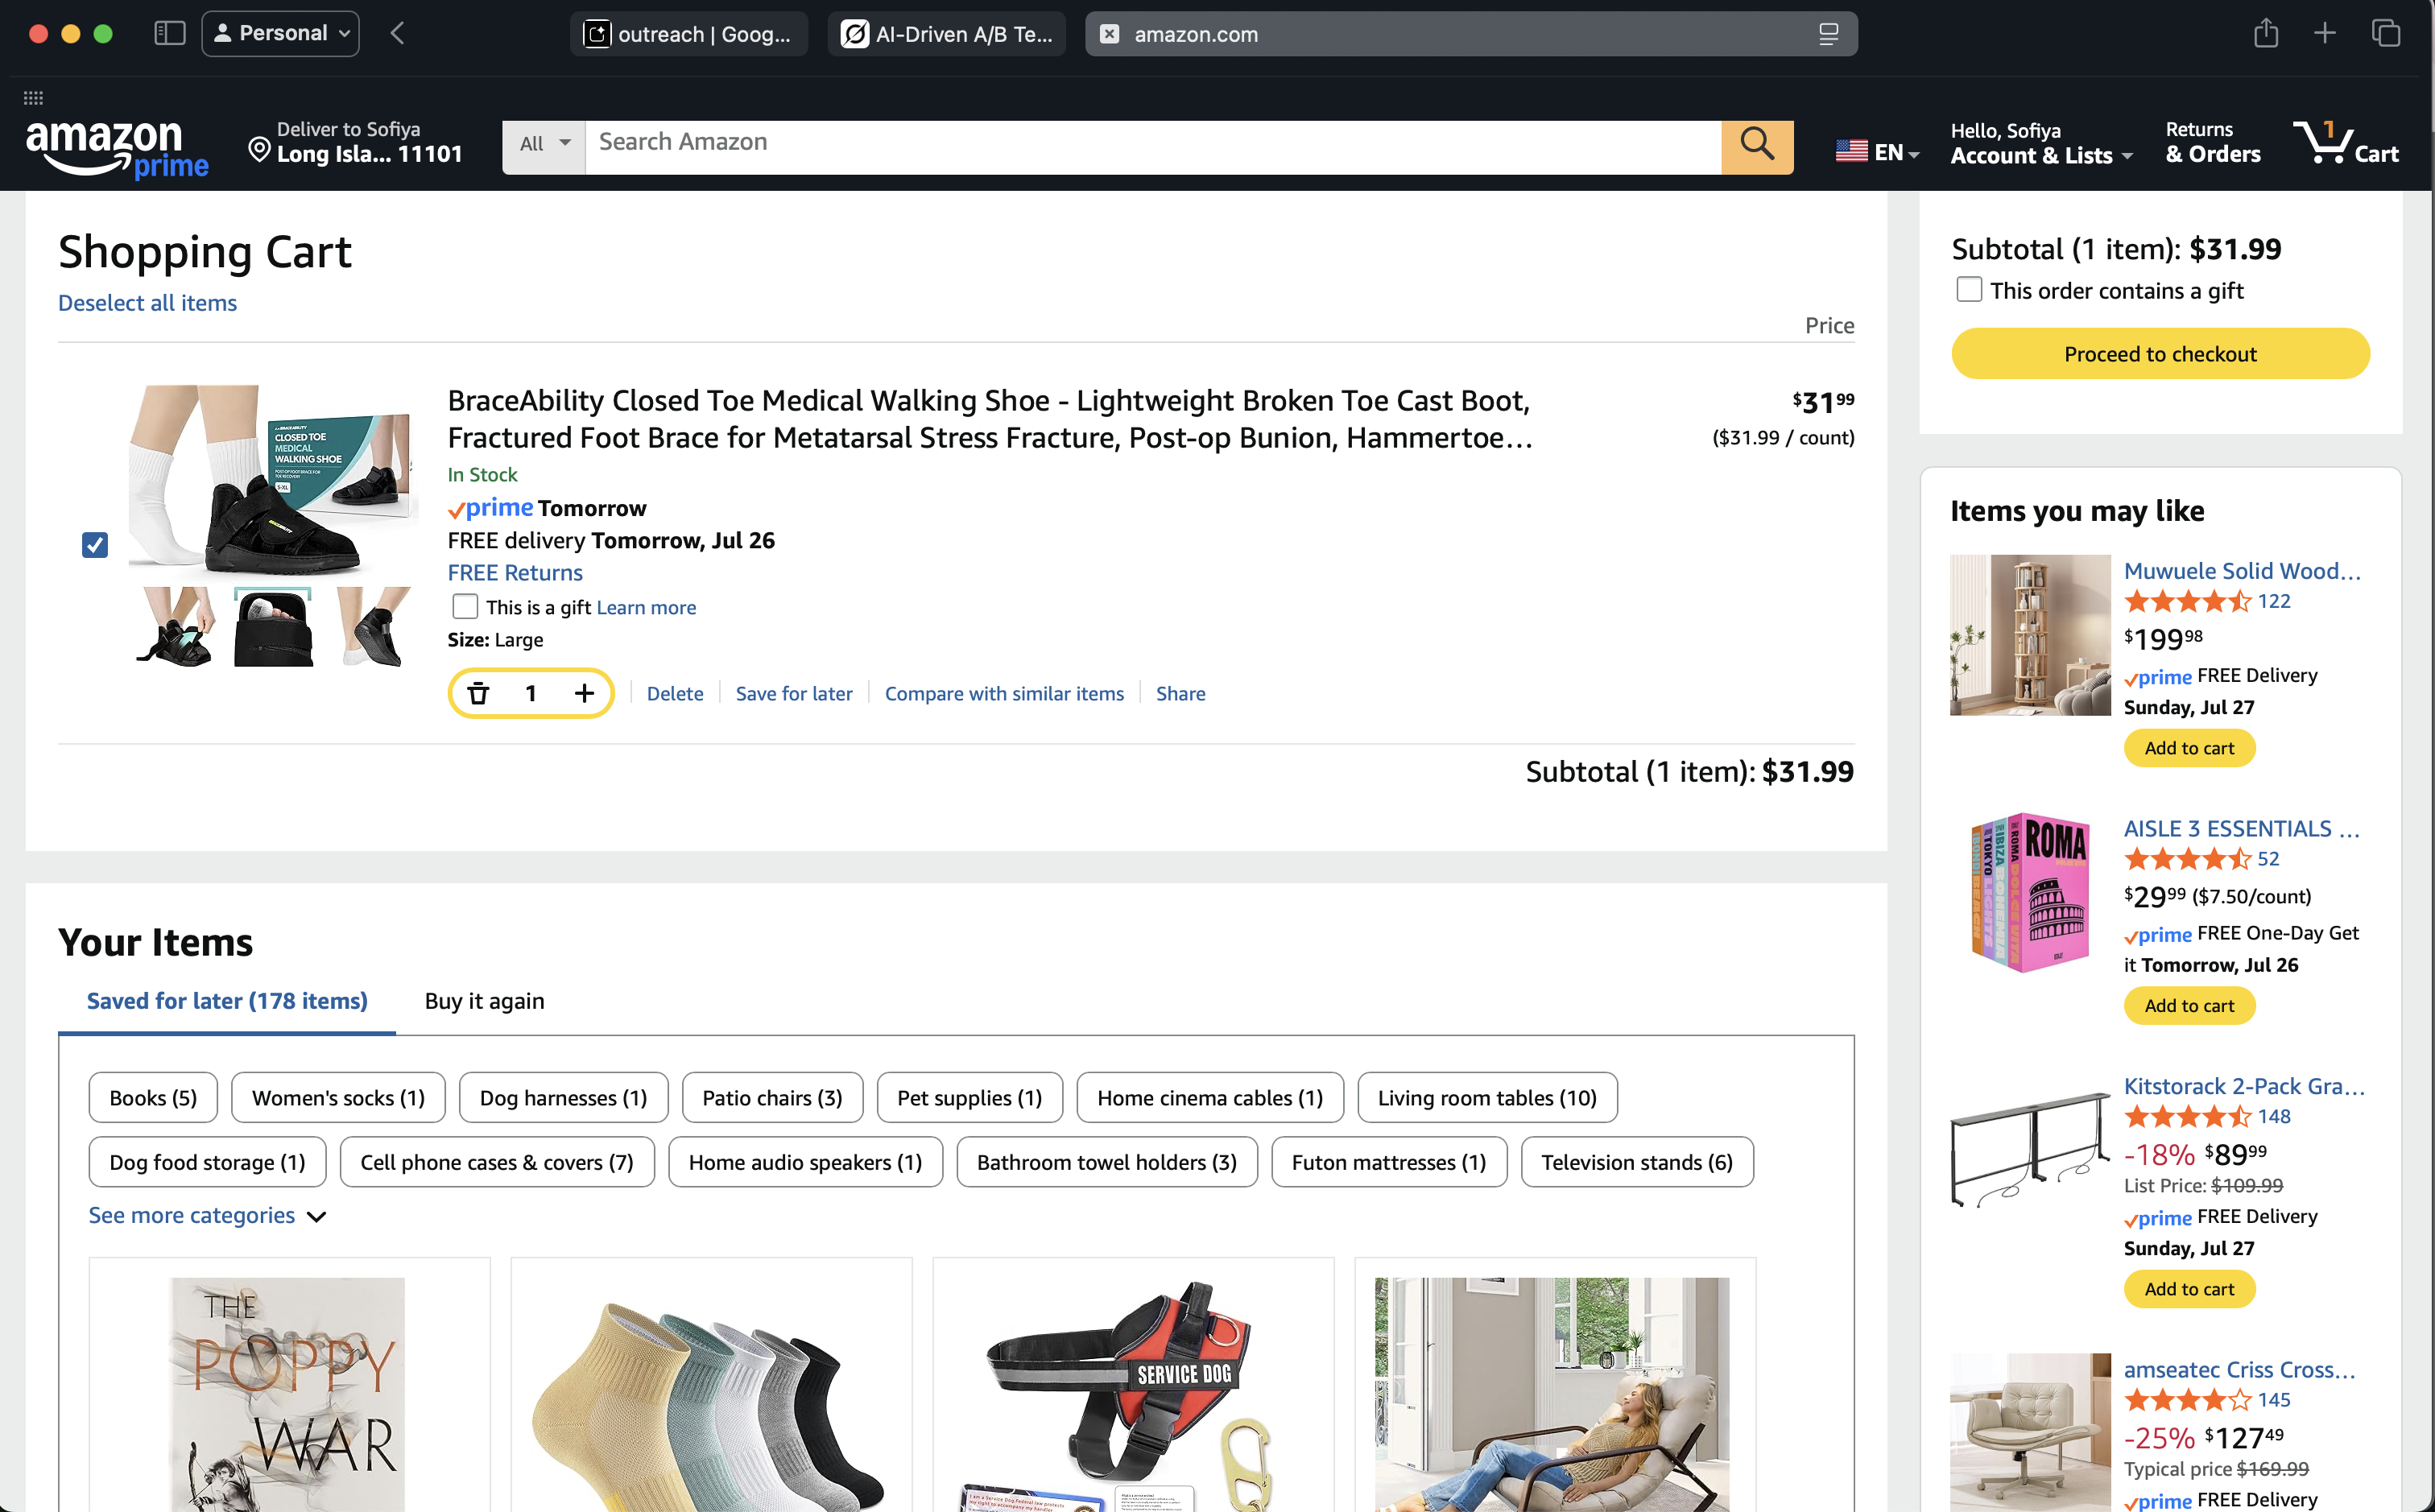 Personal
outreach | Goog...
AI-Driven A/B Te...
amazon.com
amazon
prime
Deliver to Sofiya
Long Isla... 11101
All
Search Amazon
EN
Hello, Sofiya
Account & Lists
Returns
& Orders
1
Cart
Shopping Cart
Deselect all items
Price
BraceAbility Closed Toe Medical Walking Shoe - Lightweight Broken Toe Cast Boot,
Fractured Foot Brace for Metatarsal Stress Fracture, Post-op Bunion, Hammertoe...
$31 99
($31.99 / count)
In Stock
prime Tomorrow
FREE delivery Tomorrow, Jul 26
FREE Returns
This is a gift Learn more
Size: Large
1
Delete
Save for later
Compare with similar items
Share
Subtotal (1 item): $31.99
CLOSED TOE
MEDICAL
WALKING SHOE
S-XL
Your Items
Saved for later (178 items)
Buy it again
Books (5)
Women's socks (1)
Dog harnesses (1)
Patio chairs (3)
Pet supplies (1)
Home cinema cables (1)
Living room tables (10)
Dog food storage (1)
Cell phone cases & covers (7)
Home audio speakers (1)
Bathroom towel holders (3)
Futon mattresses (1)
Television stands (6)
See more categories
THE
POPPY
WAR
SERVICE DOG
Subtotal (1 item): $31.99
This order contains a gift
Proceed to checkout
Items you may like
Muwuele Solid Wood...
122
$199 98
prime FREE Delivery
Sunday, Jul 27
Add to cart
ROMA
TOKYO
IBIZA
ROMA
AISLE 3 ESSENTIALS ...
52
$29 99 ($7.50/count)
prime FREE One-Day Get
it Tomorrow, Jul 26
Add to cart
Kitstorack 2-Pack Gra...
148
-18% $89 99
List Price: $109.99
prime FREE Delivery
Sunday, Jul 27
Add to cart
amseatec Criss Cross...
145
-25% $127 49
Typical price $169.99
prime FREE Delivery